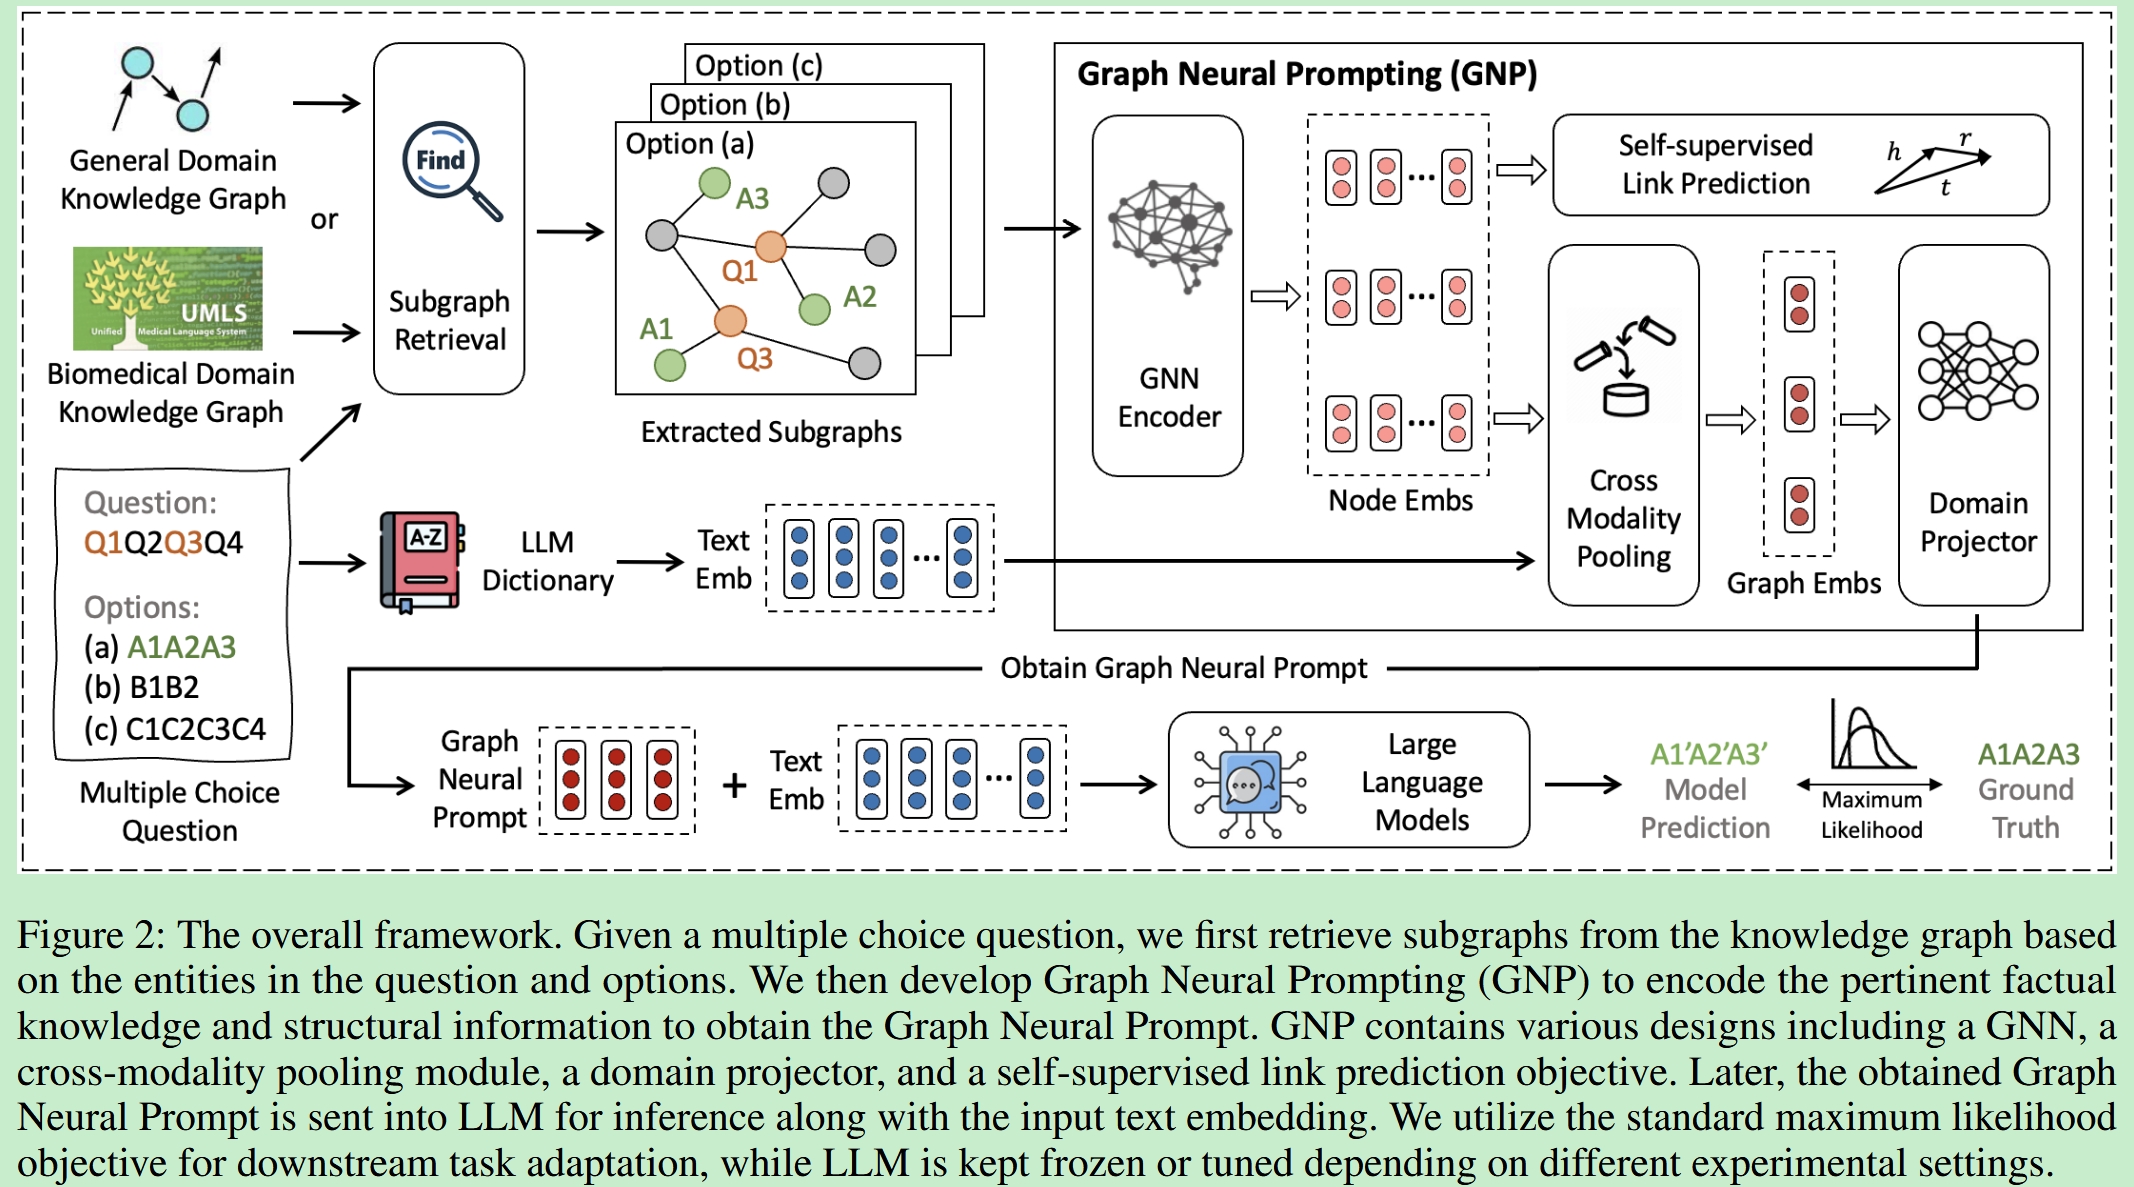 General Domain
Knowledge Graph
or
UMLS
Unified Medical Language System
Biomedical Domain
Knowledge Graph
Find
Subgraph
Retrieval
Option (c)
Option (b)
Option (a)
A3
Q1
A2
A1
Q3
Extracted Subgraphs
Graph Neural Prompting (GNP)
GNN
Encoder
Node Embs
Self-supervised
Link Prediction
h
r
t
Cross
Modality
Pooling
Graph Embs
Domain
Projector
Question:
Q1Q2Q3Q4
Options:
(a) A1A2A3
(b) B1B2
(c) C1C2C3C4
Multiple Choice
Question
A-Z
LLM
Dictionary
Text
Emb
...
Obtain Graph Neural Prompt
Graph
Neural
Prompt
+
Text
Emb
...
Large
Language
Models
A1’A2’A3’
Model
Prediction
Maximum
Likelihood
A1A2A3
Ground
Truth
Figure 2: The overall framework. Given a multiple choice question, we first retrieve subgraphs from the knowledge graph based
on the entities in the question and options. We then develop Graph Neural Prompting (GNP) to encode the pertinent factual
knowledge and structural information to obtain the Graph Neural Prompt. GNP contains various designs including a GNN, a
cross-modality pooling module, a domain projector, and a self-supervised link prediction objective. Later, the obtained Graph
Neural Prompt is sent into LLM for inference along with the input text embedding. We utilize the standard maximum likelihood
objective for downstream task adaptation, while LLM is kept frozen or tuned depending on different experimental settings.